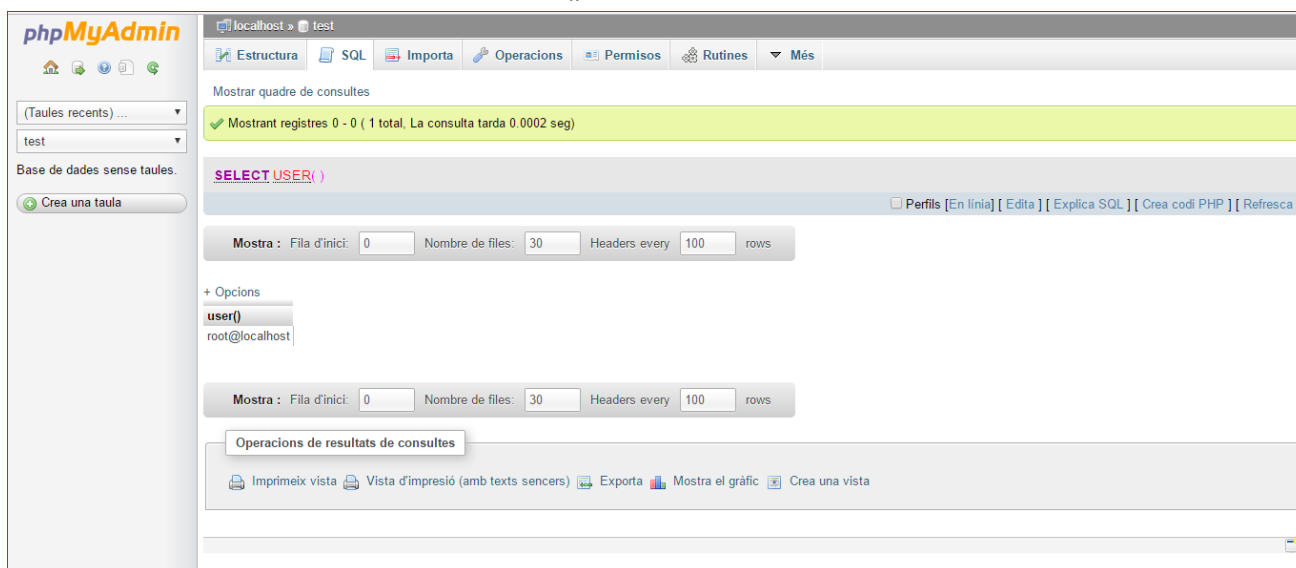 phpMyAdmin
(Taules recents) ...
test
Base de dades sense taules.
Crea una taula
localhost » test
Estructura SQL Importa Operacions Permisos Rutines Més
Mostrar quadre de consultes
Mostrant registres 0 - 0 ( 1 total, La consulta tarda 0.0002 seg)
SELECT USER( )
Perfils [En línia] [ Edita ] [ Explica SQL ] [ Crea codi PHP ] [ Refresca
Mostra : Fila d'inici: 0 Nombre de files: 30 Headers every 100 rows
+ Opcions
user()
root@localhost
Mostra : Fila d'inici: 0 Nombre de files: 30 Headers every 100 rows
Operacions de resultats de consultes
Imprimeix vista Vista d'impressió (amb texts sencers) Exporta Mostra el gràfic Crea una vista